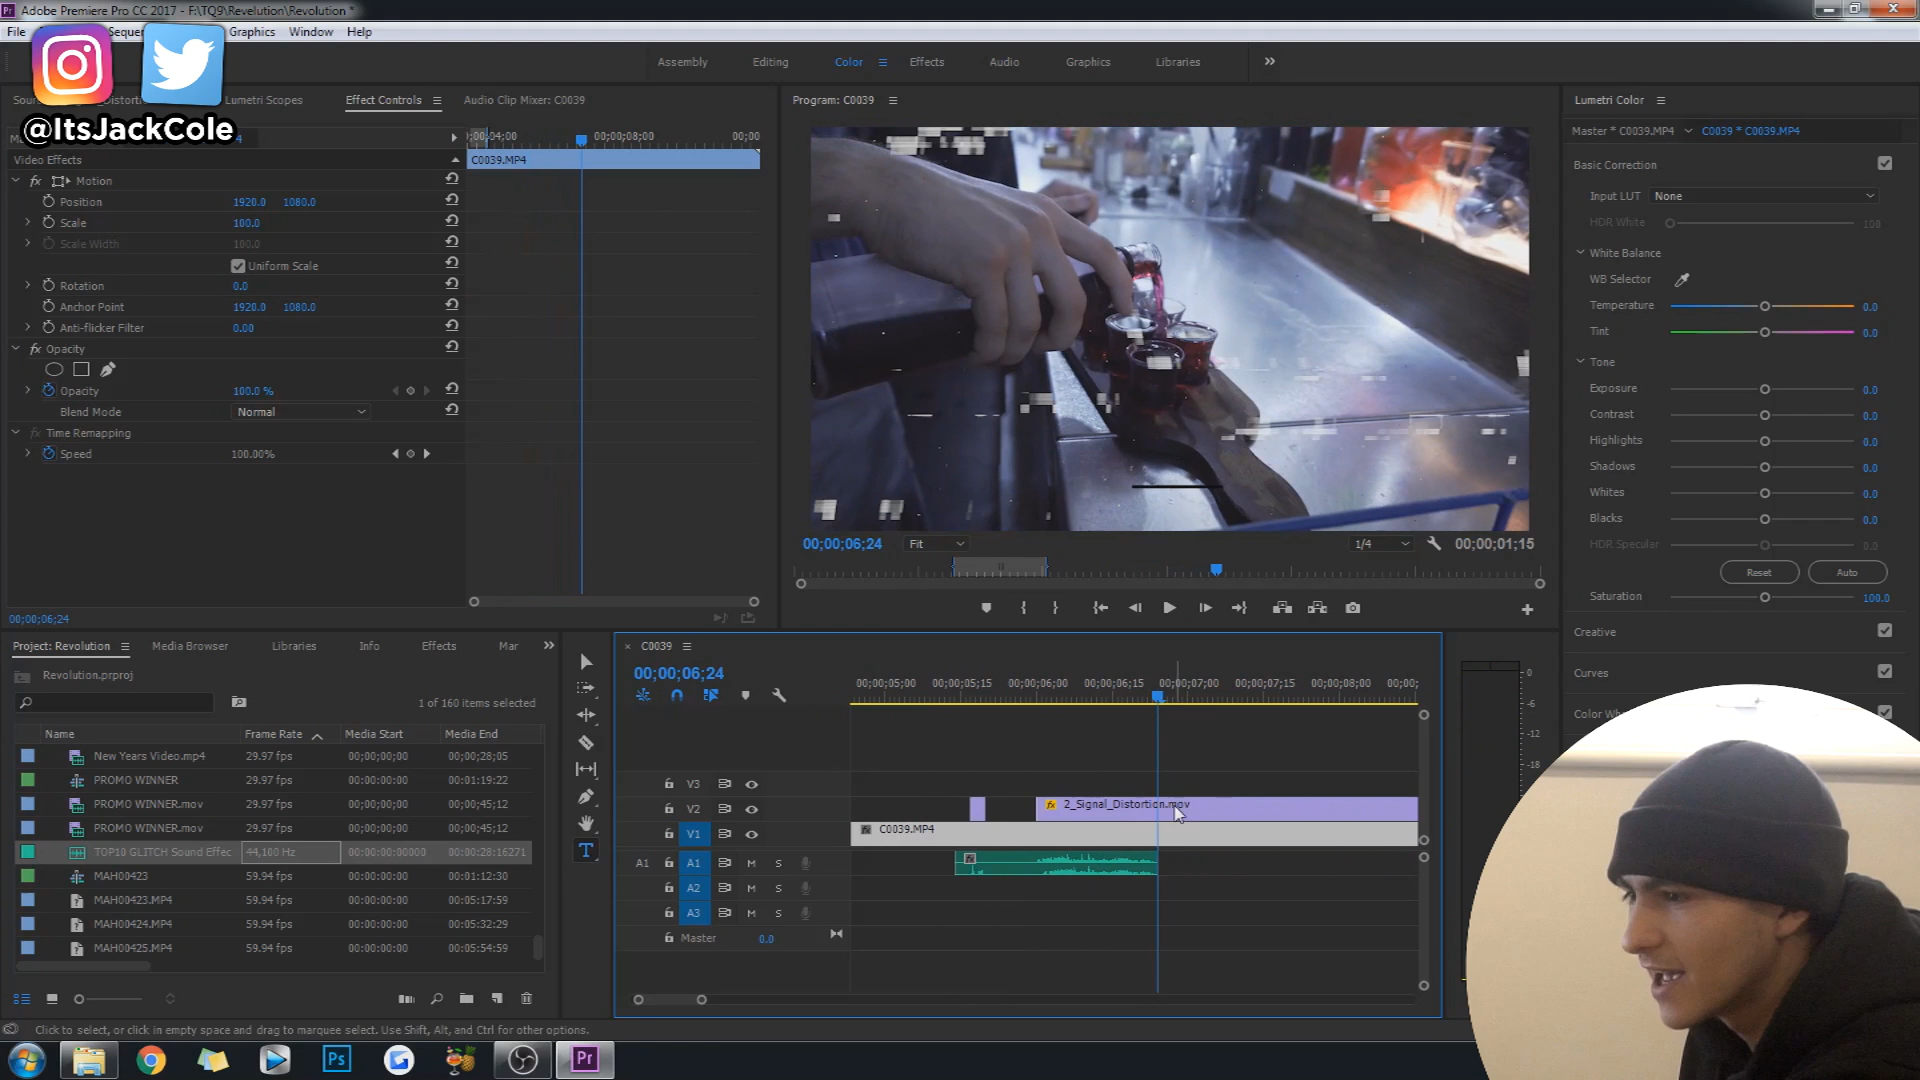 Adobe Premiere Pro CC 2017 - F:\TQ9\Revelution\Revolution *
File Sequen Graphics Window Help
@ItsJackCole
Assembly Editing Color Effects Audio Graphics Libraries
Lumetri Scopes Effect Controls Audio Clip Mixer: C0039
Program: C0039
Lumetri Color
;00;04;00 00;00;08;00 00;00
Master * C0039.MP4 C0039 * C0039.MP4
Video Effects
C0039.MP4
Basic Correction
fx Motion
Position 1920.0 1080.0
Scale 100.0
Scale Width 100.0
Uniform Scale
Rotation 0.0
Anchor Point 1920.0 1080.0
Anti-flicker Filter 0.00
fx Opacity
Opacity 100.0 %
Blend Mode Normal
fx Time Remapping
Speed 100.00%
00;00;06;24
Input LUT None
HDR White 100
White Balance
WB Selector
Temperature 0.0
Tint 0.0
Tone
Exposure 0.0
Contrast 0.0
Highlights 0.0
Shadows 0.0
Whites 0.0
Blacks 0.0
HDR Specular 0.0
Reset Auto
Saturation 100.0
Creative
Curves
Color Whe
00;00;06;24 Fit 1/4 00;00;01;15
Project: Revolution Media Browser Libraries Info Effects Mar
Revolution.prproj
1 of 160 items selected
Name Frame Rate Media Start Media End
New Years Video.mp4 29.97 fps 00;00;00;00 00;00;28;05
PROMO WINNER 29.97 fps 00;00;00;00 00;01;19;22
PROMO WINNER.mov 29.97 fps 00;00;00;00 00;00;45;12
PROMO WINNER.mov 29.97 fps 00;00;00;00 00;00;45;12
TOP10 GLITCH Sound Effec 44,100 Hz 00:00:00:00000 00:00:28:16271
MAH00423 59.94 fps 00:00:00:00 00:01:12:30
MAH00423.MP4 59.94 fps 00:00:00:00 00:05:17:59
MAH00424.MP4 59.94 fps 00:00:00:00 00:05:32:29
MAH00425.MP4 59.94 fps 00:00:00:00 00:05:54:59
C0039
00;00;06;24
00;00;05;00 00;00;05;15 00;00;06;00 00;00;06;15 00;00;07;00 00;00;07;15 00;00;08;00 00;00;
V3
V2 fx 2_Signal_Distortion.mov
V1 C0039.MP4
A1 A1 M S
A2 M S
A3 M S
Master 0.0
0
-6
-12
-18
Click to select, or click in empty space and drag to marquee select. Use Shift, Alt, and Ctrl for other options.
Ps Pr